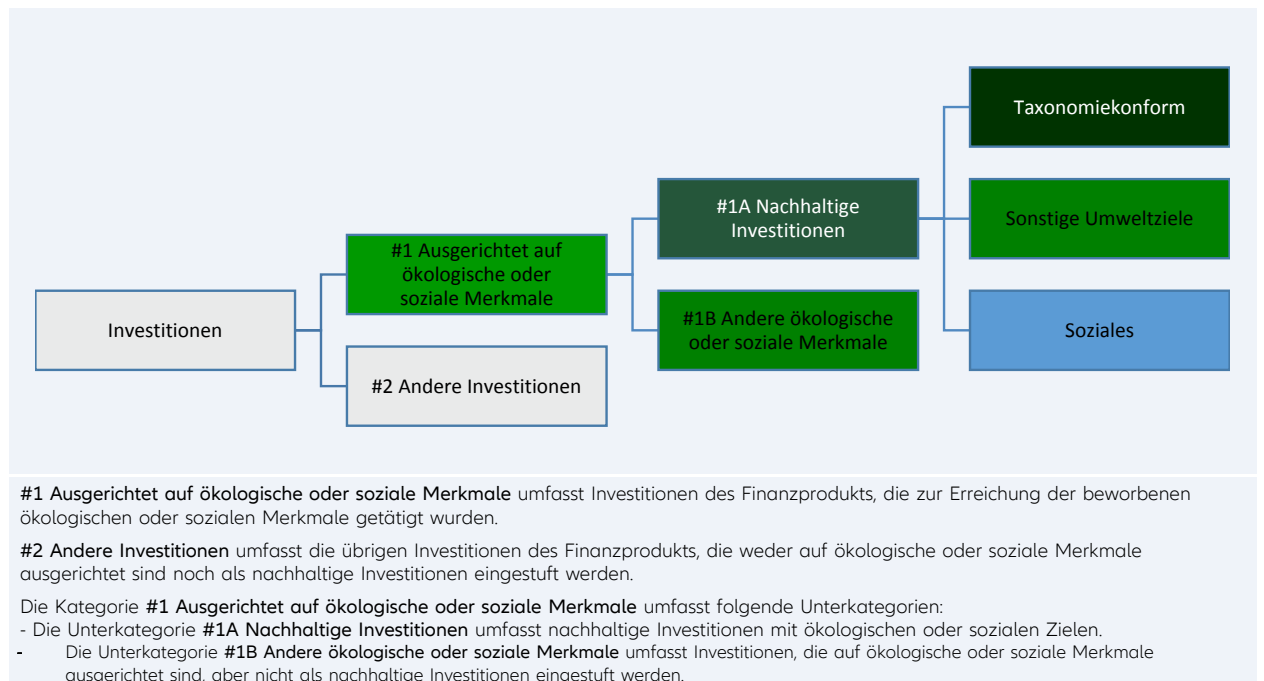 Taxonomiekonform
#1A Nachhaltige
Investitionen
Sonstige Umweltziele
#1 Ausgerichtet auf
ökologische oder
soziale Merkmale
Investitionen
#1B Andere ökologische
oder soziale Merkmale
Soziales
#2 Andere Investitionen
#1 Ausgerichtet auf ökologische oder soziale Merkmale umfasst Investitionen des Finanzprodukts, die zur Erreichung der beworbenen
ökologischen oder sozialen Merkmale getätigt wurden.
#2 Andere Investitionen umfasst die übrigen Investitionen des Finanzprodukts, die weder auf ökologische oder soziale Merkmale
ausgerichtet sind noch als nachhaltige Investitionen eingestuft werden.
Die Kategorie #1 Ausgerichtet auf ökologische oder soziale Merkmale umfasst folgende Unterkategorien:
- Die Unterkategorie #1A Nachhaltige Investitionen umfasst nachhaltige Investitionen mit ökologischen oder sozialen Zielen.
- Die Unterkategorie #1B Andere ökologische oder soziale Merkmale umfasst Investitionen, die auf ökologische oder soziale Merkmale
ausgerichtet sind, aber nicht als nachhaltige Investitionen eingestuft werden.